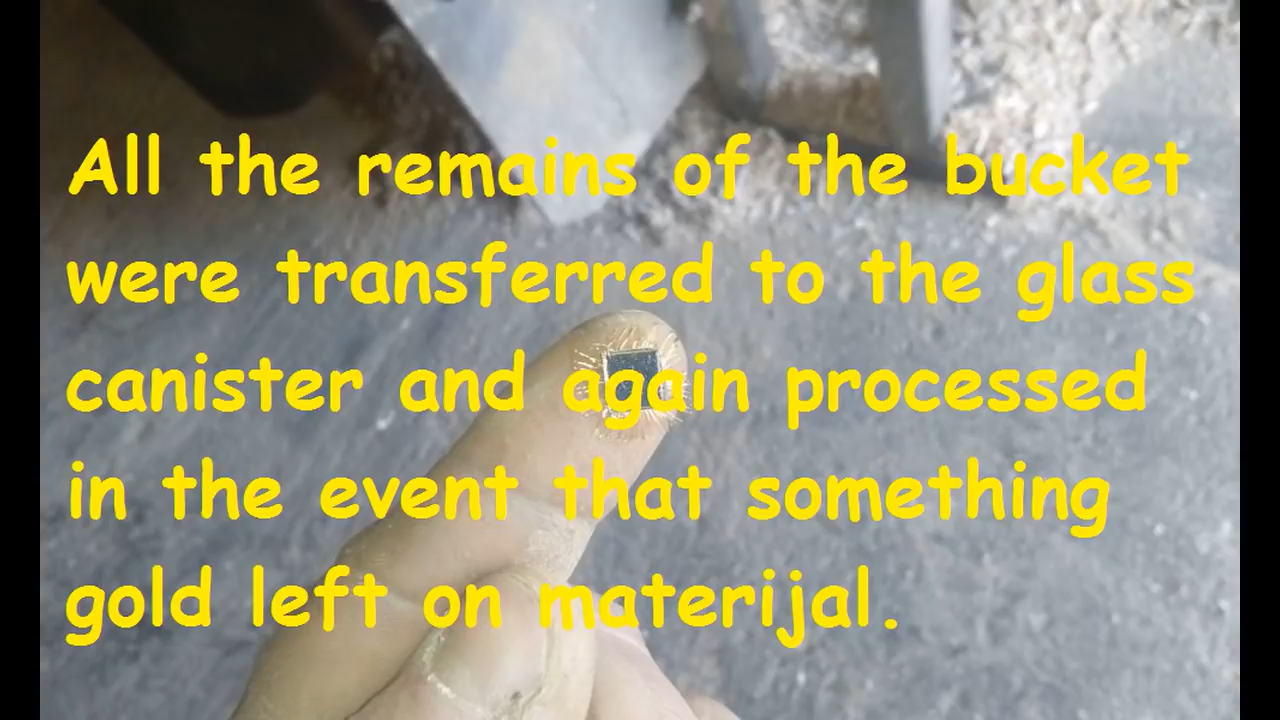 All the remains of the bucket
were transferred to the glass
canister and again processed
in the event that something
gold left on materijal.